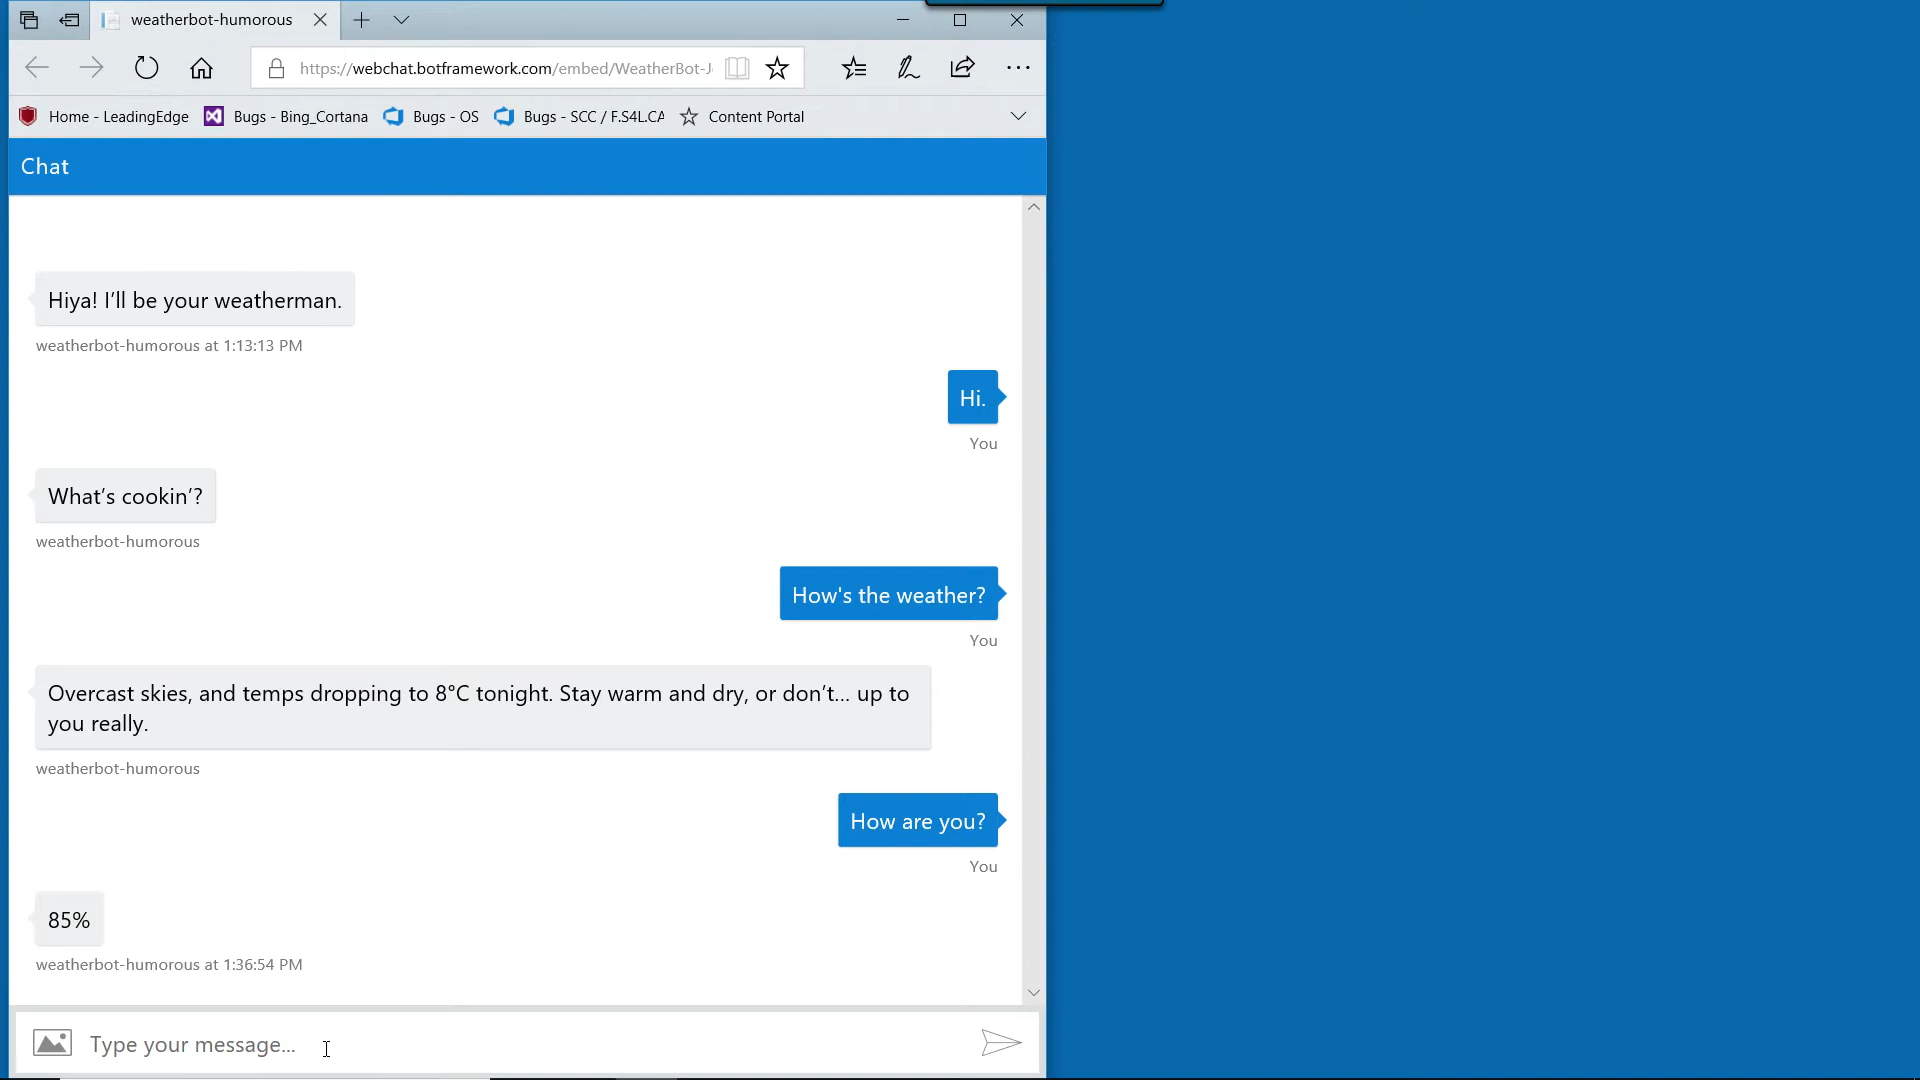 weatherbot-humorous
https://webchat.botframework.com/embed/WeatherBot-J
Home - LeadingEdge
Bugs - Bing_Cortana
Bugs - OS
Bugs - SCC / F.S4L.CA
Content Portal
Chat
Hiya! I’ll be your weatherman.
weatherbot-humorous at 1:13:13 PM
Hi.
You
What’s cookin’?
weatherbot-humorous
How's the weather?
You
Overcast skies, and temps dropping to 8°C tonight. Stay warm and dry, or don’t... up to
you really.
weatherbot-humorous
How are you?
You
85%
weatherbot-humorous at 1:36:54 PM
Type your message...